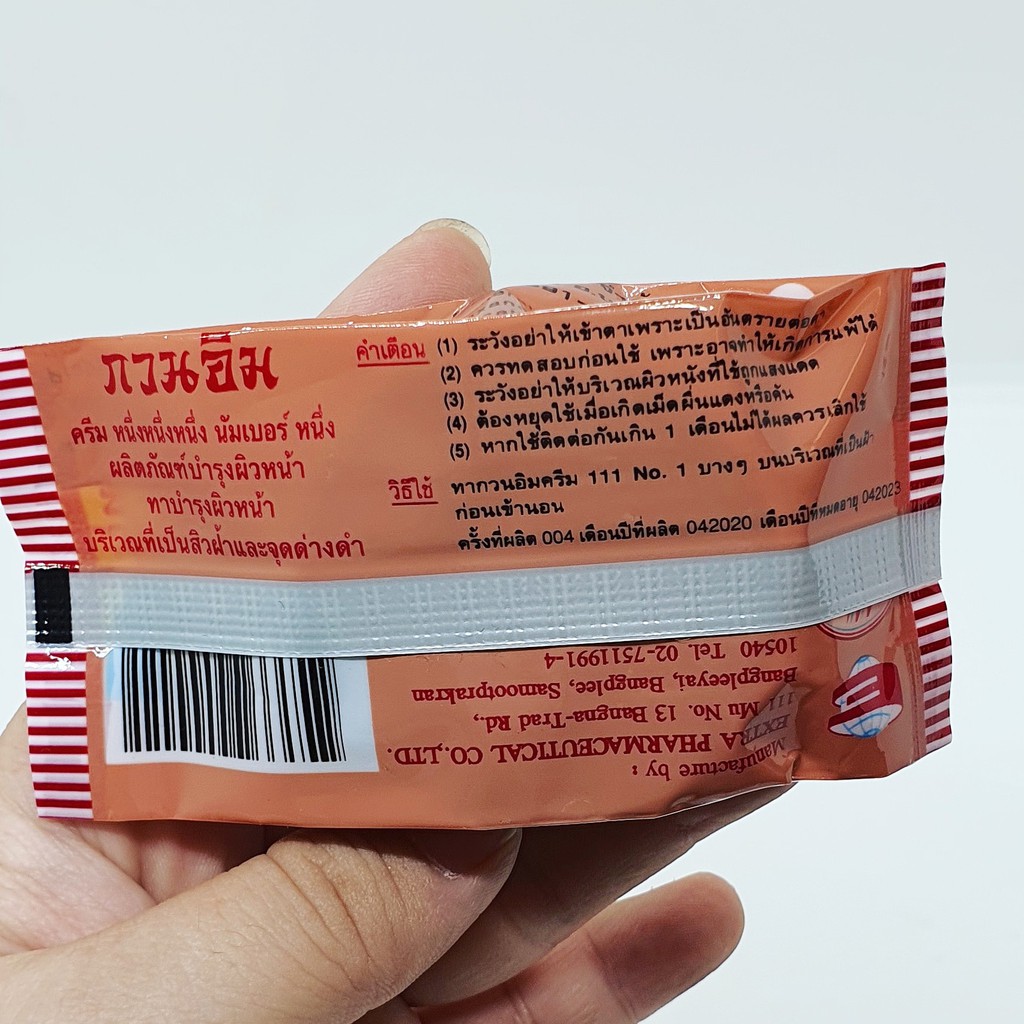 กวนอิม
ครีม หนึ่งหนึ่งหนึ่ง นัมเบอร์ หนึ่ง
ผลิตภัณฑ์บำรุงผิวหน้า
ทาบำรุงผิวหน้า
บริเวณที่เป็นสิวฝ้าและจุดด่างดำ
คำเตือน (1) ระวังอย่าให้เข้าตาเพราะเป็นอันตรายต่อตา
(2) ควรทดสอบก่อนใช้ เพราะอาจทำให้เกิดการแพ้ได้
(3) ระวังอย่าให้บริเวณผิวหนังที่ใช้ถูกแสงแดด
(4) ต้องหยุดใช้เมื่อเกิดเม็ดผื่นแดงหรือคัน
(5) หากใช้ติดต่อกันเกิน 1 เดือนไม่ได้ผลควรเลิกใช้
วิธีใช้ ทากวนอิมครีม 111 No. 1 บางๆ บนบริเวณที่เป็นฝ้า
ก่อนเข้านอน
ครั้งที่ผลิต 004 เดือนปีที่ผลิต 042020 เดือนปีที่หมดอายุ 042023
Manufacture by :
EXTRA PHARMACEUTICAL CO.,LTD.
111 Mu No. 13 Bangna-Trad Rd.,
Bangpleeyai, Bangplee, Samootprakran
10540 Tel. 02-7511991-4